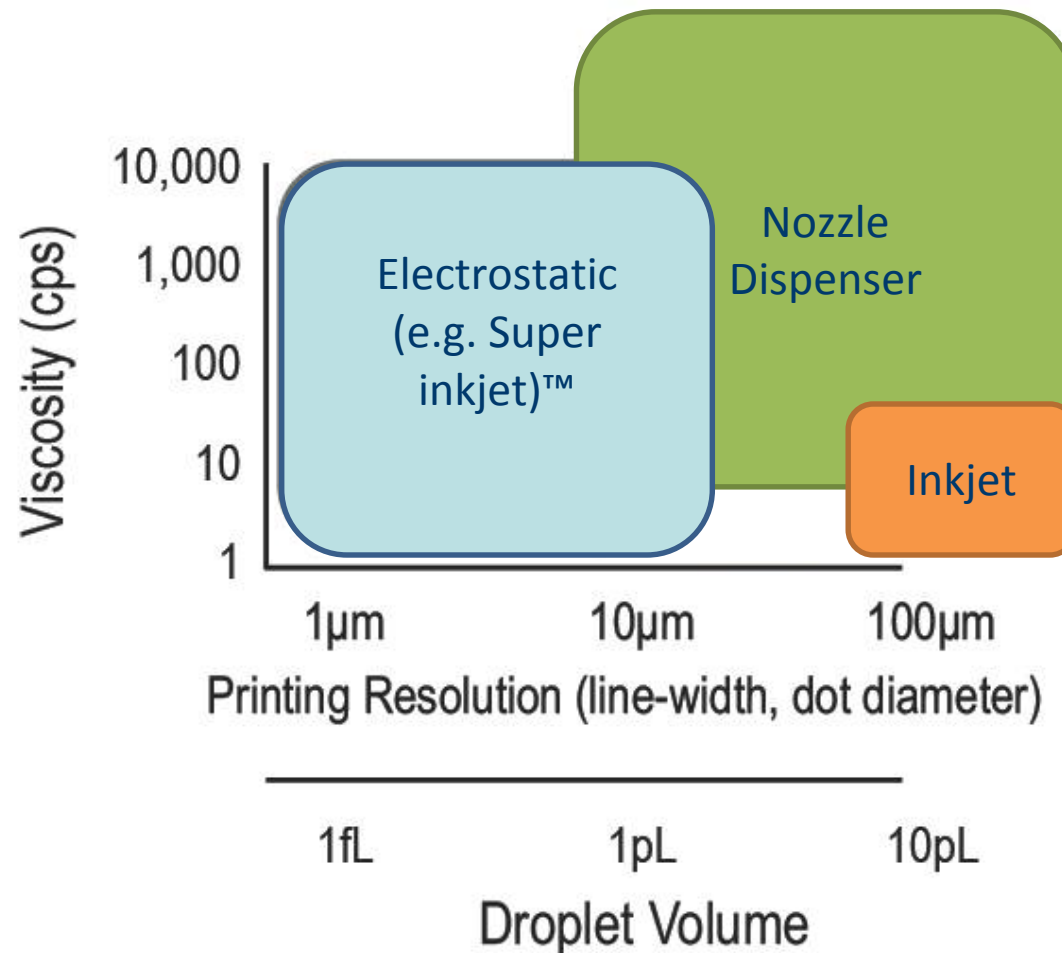 10,000
1,000
100
10
1
Viscosity (cps)
Electrostatic
(e.g. Super
inkjet)™
Nozzle
Dispenser
Inkjet
1µm 10µm 100µm
Printing Resolution (line-width, dot diameter)
1fL 1pL 10pL
Droplet Volume